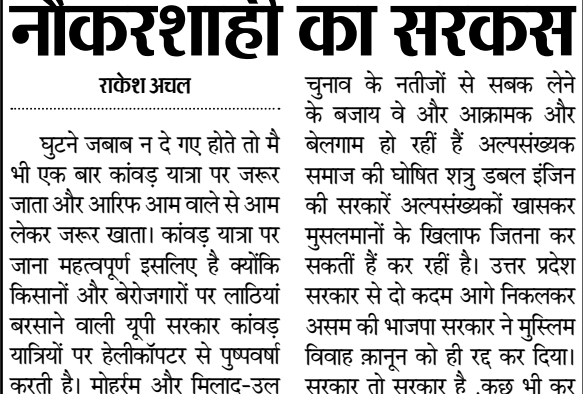 नौकरशाही का सरकस
राकेश अचल
घुटने जबाब न दे गए होते तो मै
भी एक बार कांवड़ यात्रा पर जरूर
जाता और आरिफ आम वाले से आम
लेकर जरूर खाता। कांवड़ यात्रा पर
जाना महत्वपूर्ण इसलिए है क्योंकि
किसानों और बेरोजगारों पर लाठियां
बरसाने वाली यूपी सरकार कांवड़
यात्रियों पर हेलीकॉपटर से पुष्पवर्षा
करती है। मोहर्रम और मिलाद-उल
चुनाव के नतीजों से सबक लेने
के बजाय वे और आक्रामक और
बेलगाम हो रहीं हैं अल्पसंख्यक
समाज की घोषित शत्रु डबल इंजिन
की सरकारें अल्पसंख्यकों खासकर
मुसलमानों के खिलाफ जितना कर
सकतीं हैं कर रहीं है। उत्तर प्रदेश
सरकार से दो कदम आगे निकलकर
असम की भाजपा सरकार ने मुस्लिम
विवाह क़ानून को ही रद्द कर दिया।
सरकार तो सरकार है ,कुछ भी कर